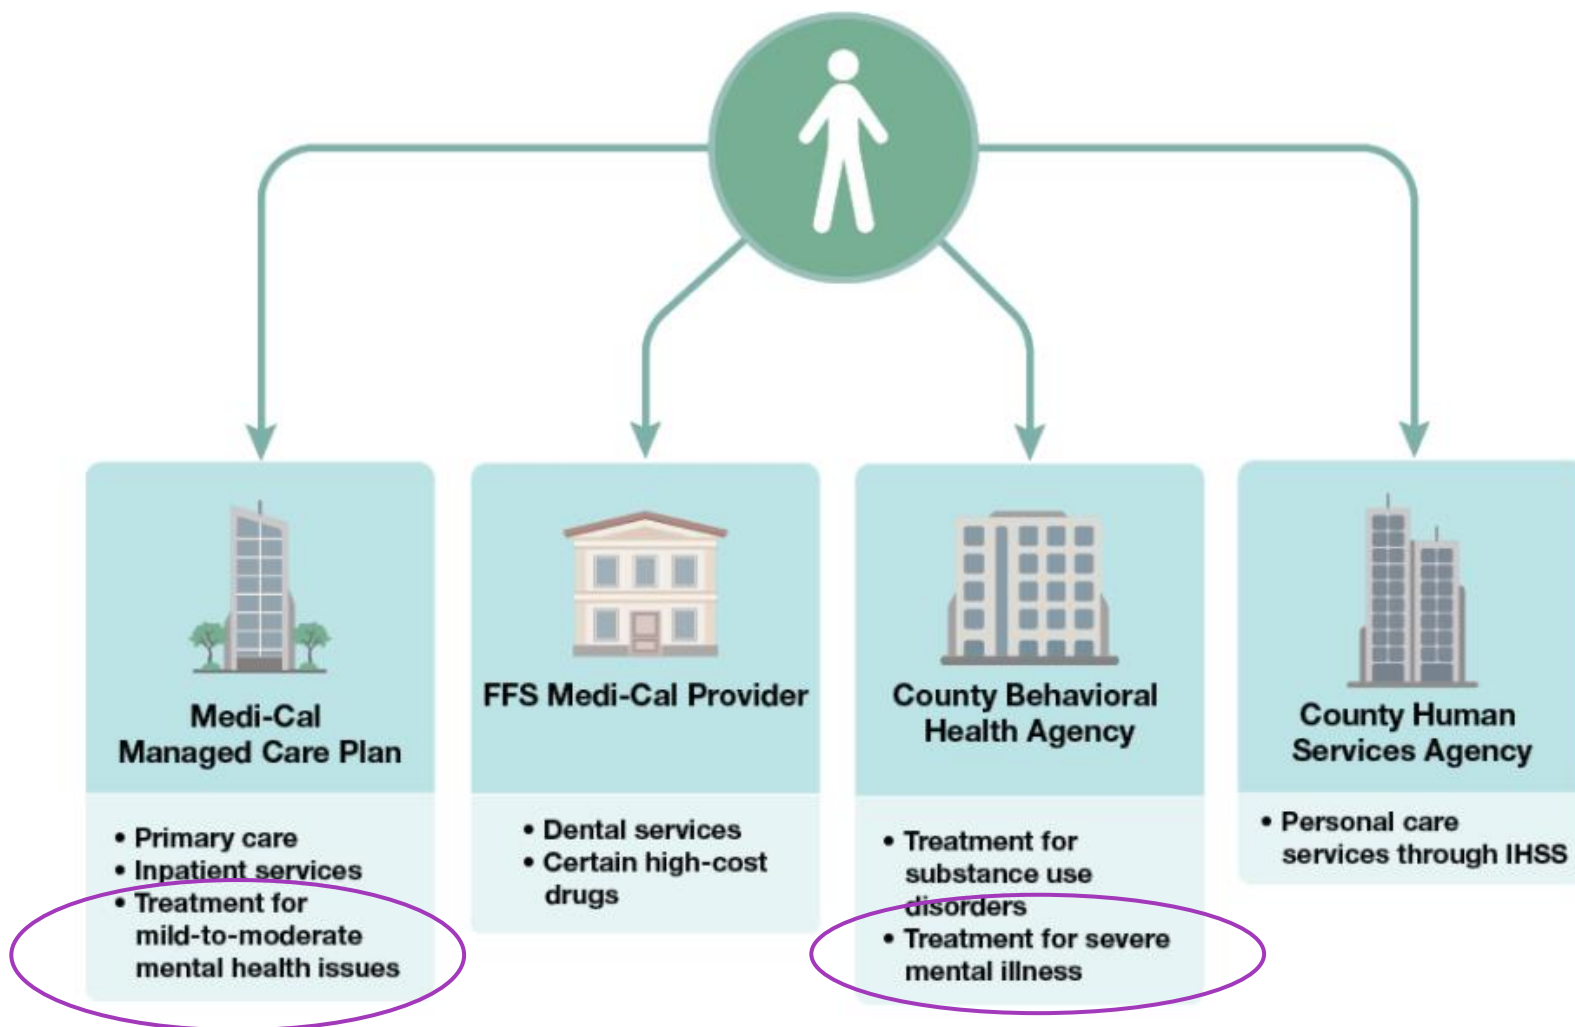 Medi-Cal
Managed Care Plan
• Primary care
• Inpatient services
• Treatment for
mild-to-moderate
mental health issues
FFS Medi-Cal Provider
• Dental services
• Certain high-cost
drugs
County Behavioral
Health Agency
• Treatment for
substance use
disorders
• Treatment for severe
mental illness
County Human
Services Agency
• Personal care
services through IHSS